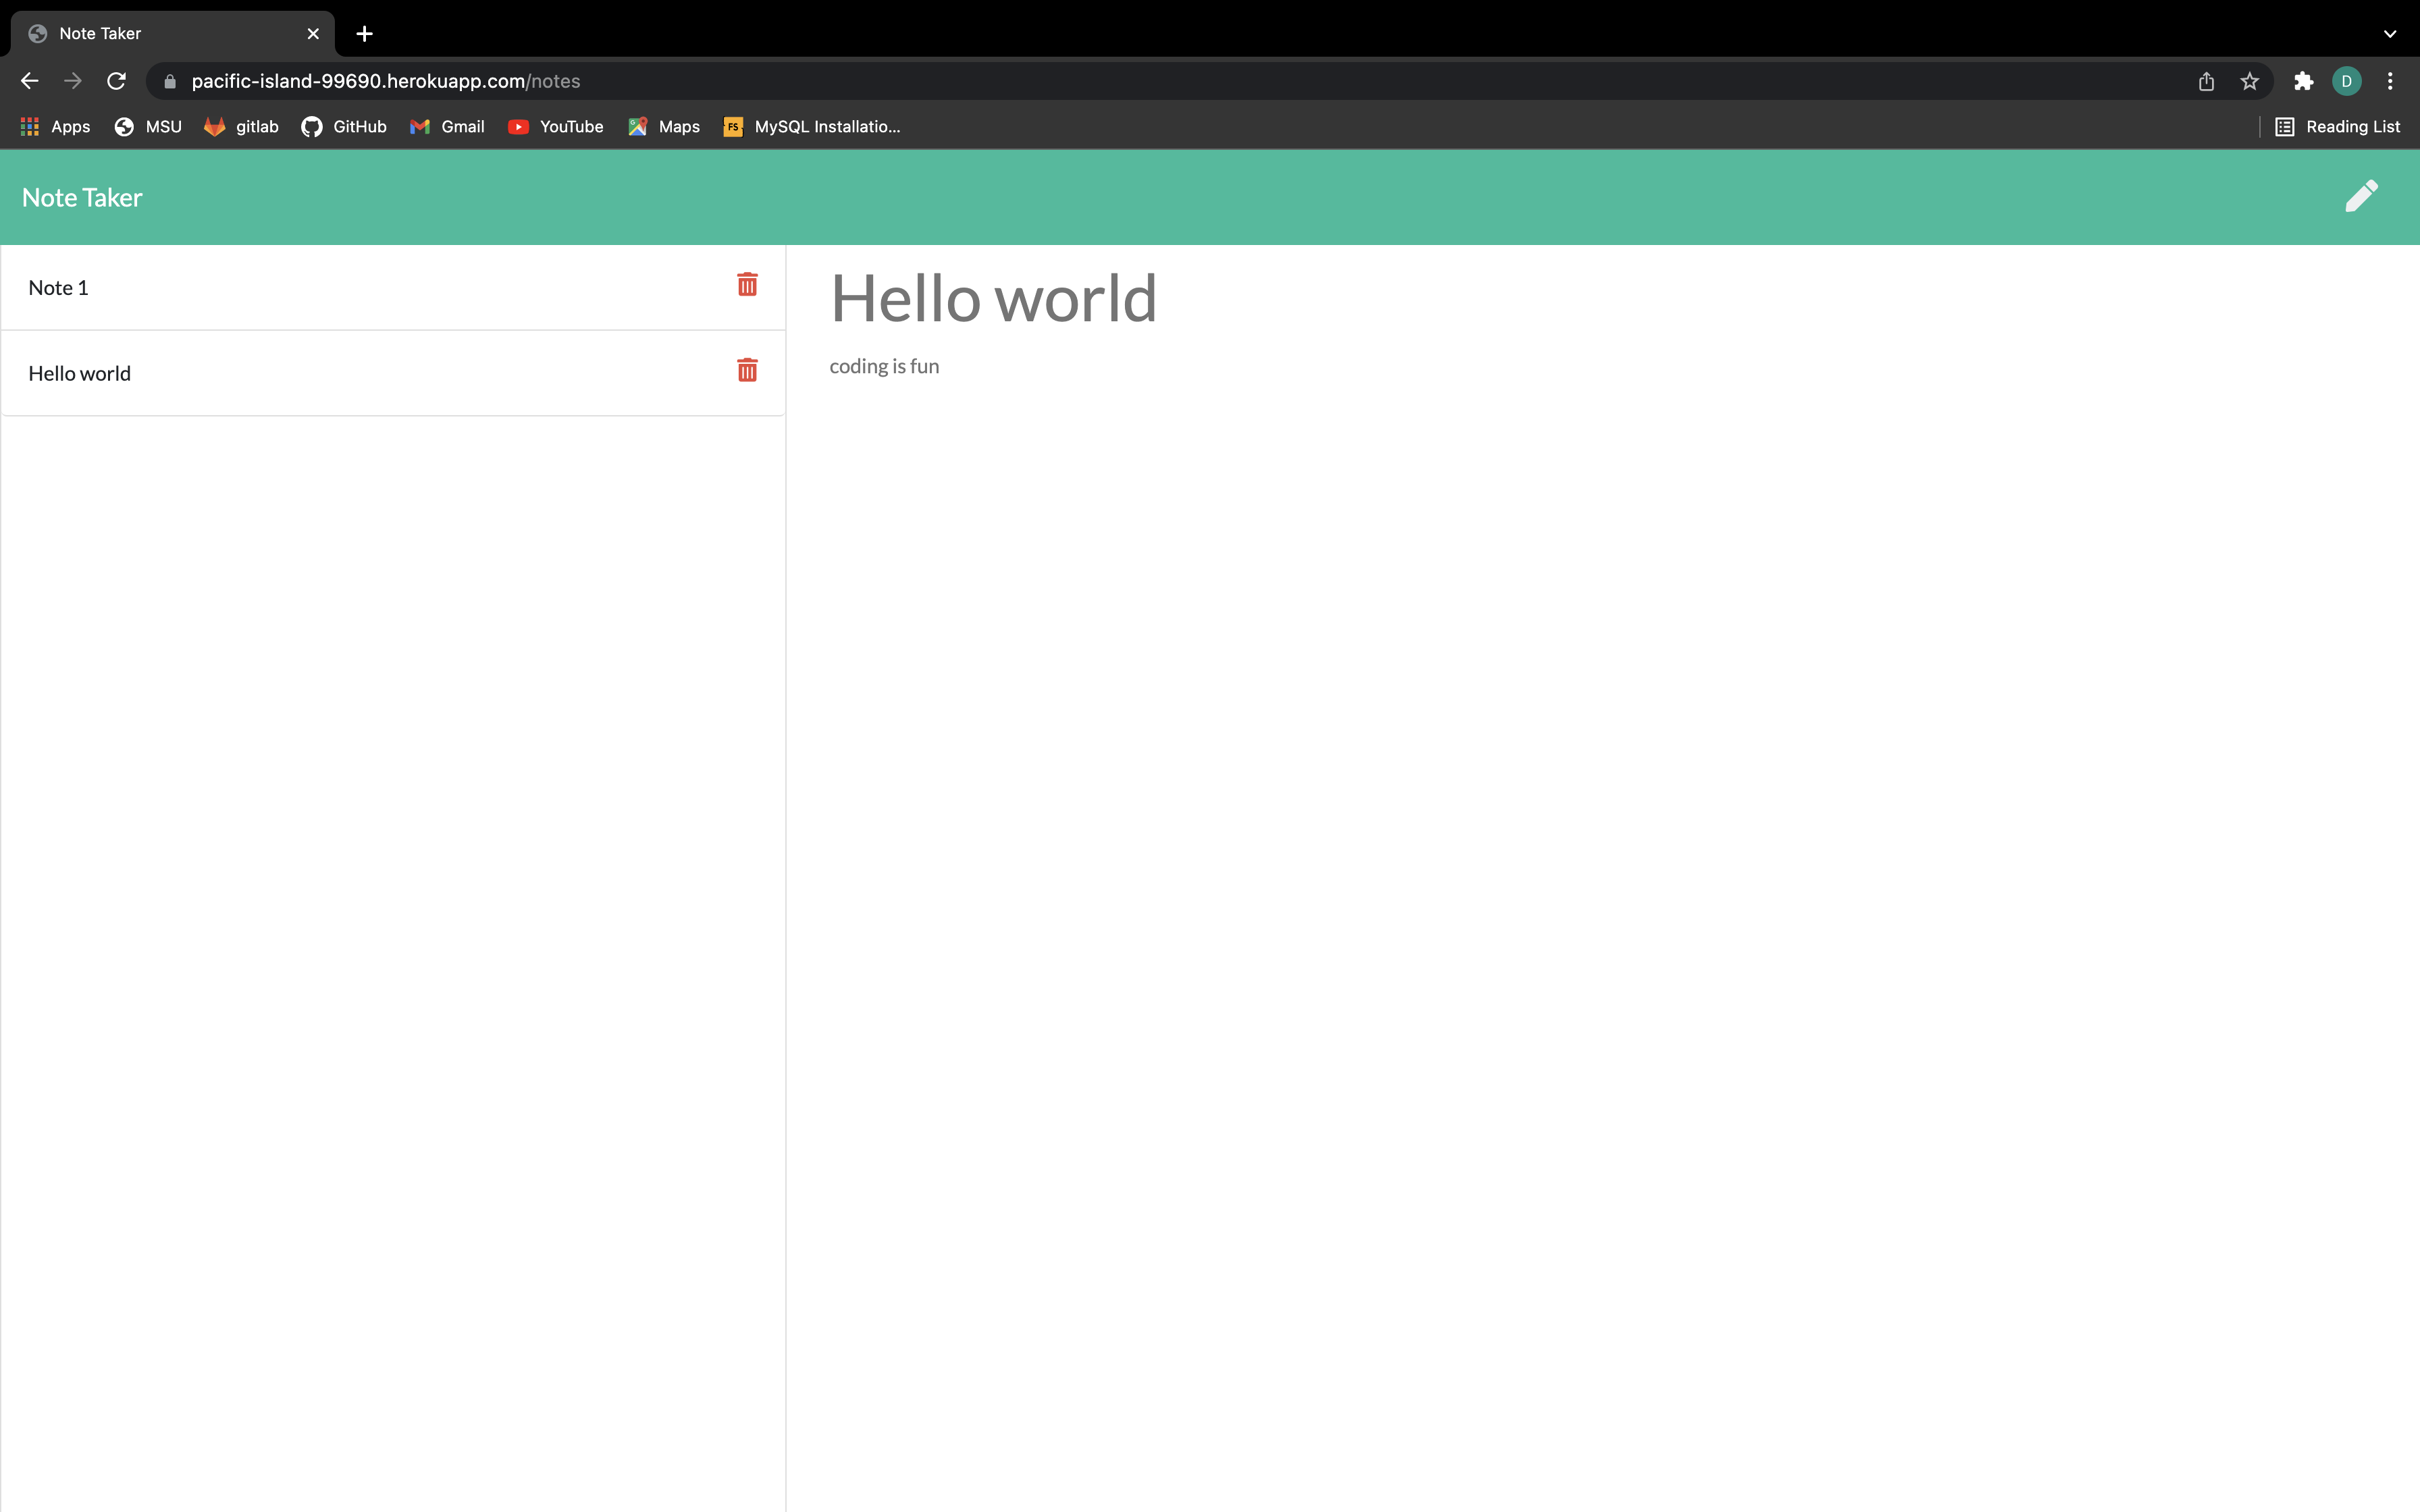 Note Taker
pacific-island-99690.herokuapp.com/notes
D
Apps MSU gitlab GitHub Gmail YouTube Maps FS MySQL Installatio... Reading List
Note Taker
Note 1
Hello world
Hello world
coding is fun